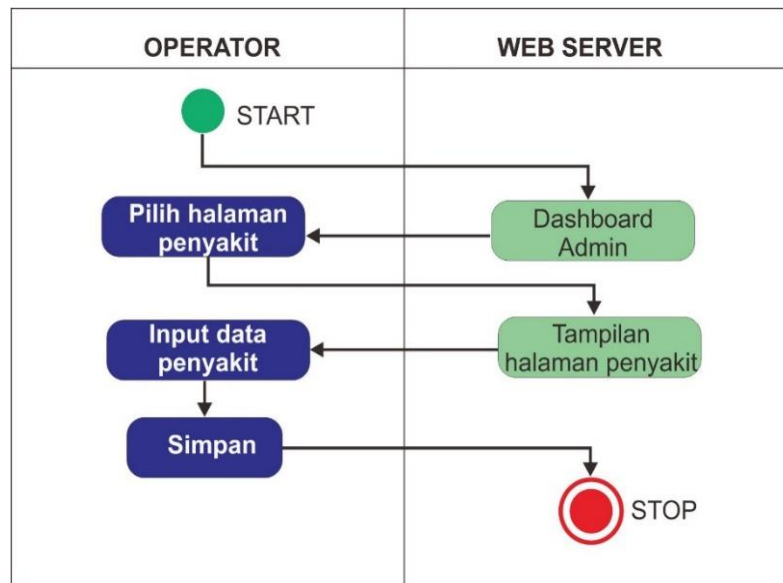 OPERATOR
WEB SERVER
START
Dashboard
Admin
Pilih halaman
penyakit
Tampilan
halaman penyakit
Input data
penyakit
Simpan
STOP